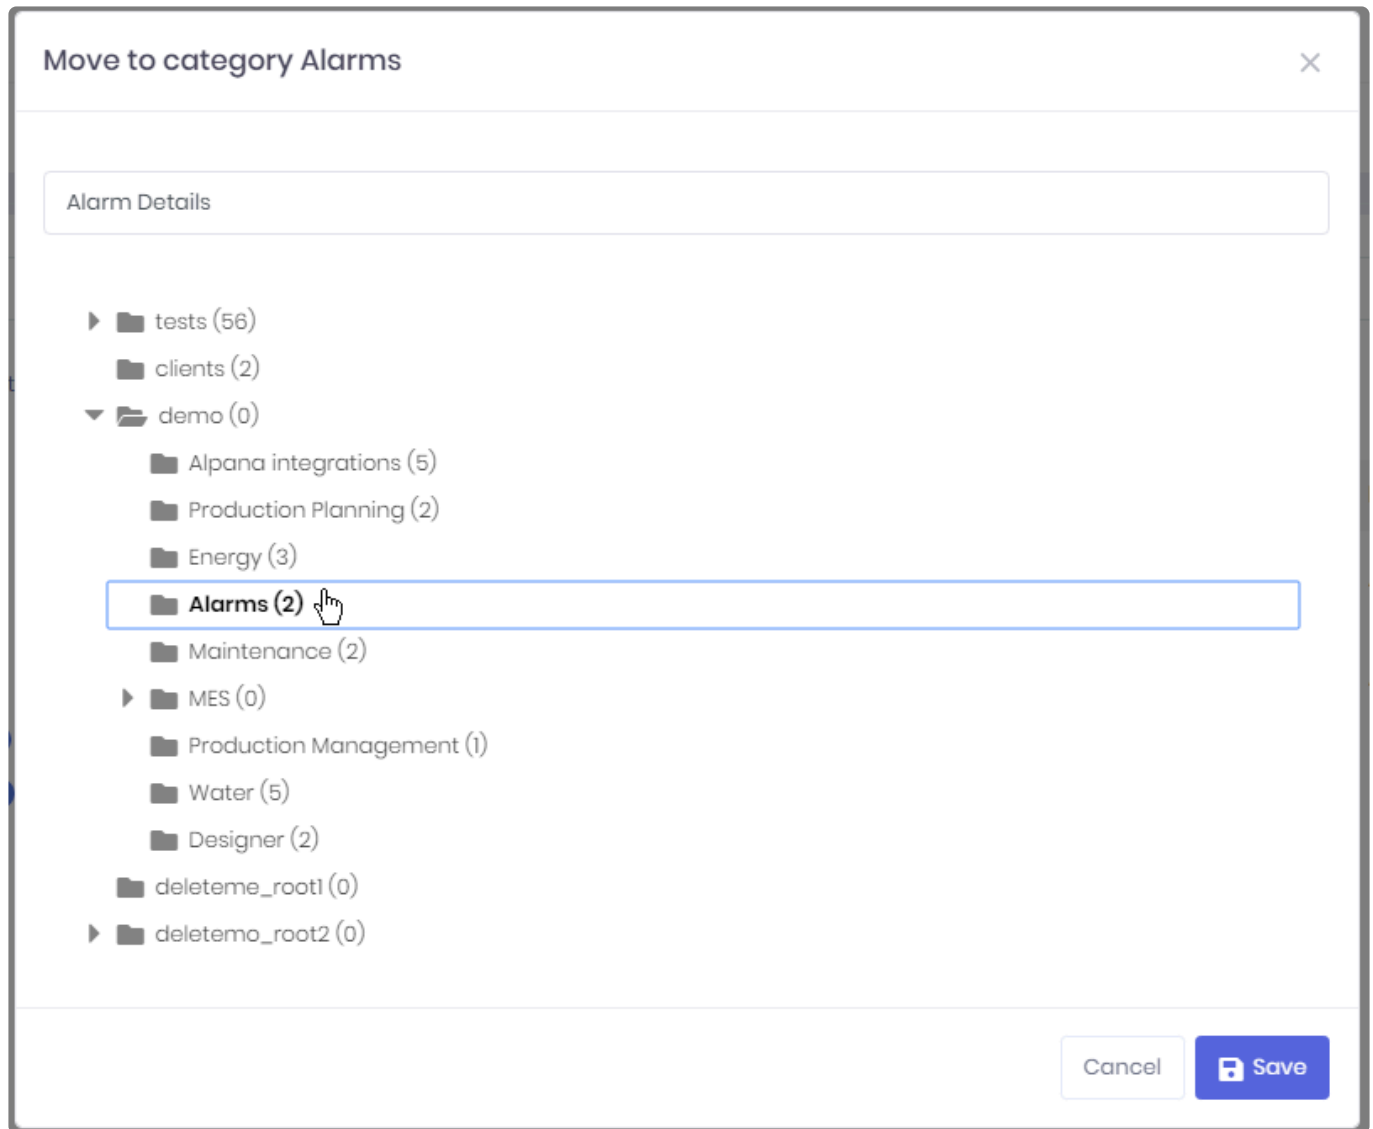 Move to category Alarms
Alarm Details
tests (56)
clients (2)
demo (0)
Alpana integrations (5)
Production Planning (2)
Energy (3)
Alarms (2)
Maintenance (2)
MES (0)
Production Management (1)
Water (5)
Designer (2)
deleteme_root1 (0)
deletemo_root2 (0)
Cancel
Save